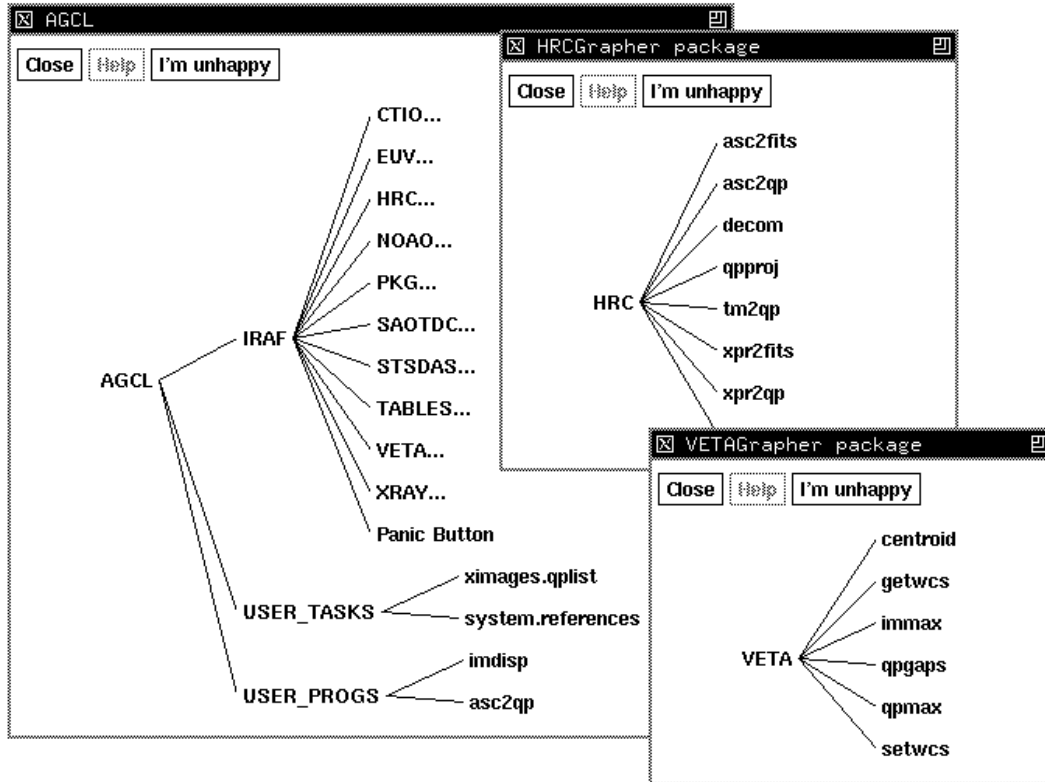 AGCL
Close Help I'm unhappy
CTIO...
EUV...
HRC...
NOAO...
PKG...
SAOTDC...
STSDAS...
TABLES...
VETA...
XRAY...
Panic Button
IRAF
AGCL
ximages.qplist
USER_TASKS
system.references
imdisp
USER_PROGS
asc2qp
HRCGrapher package
Close Help I'm unhappy
asc2fits
asc2qp
decom
qpproj
HRC
tm2qp
xpr2fits
xpr2qp
VETAGrapher package
Close Help I'm unhappy
centroid
getwcs
immax
VETA
qpgaps
qpmax
setwcs